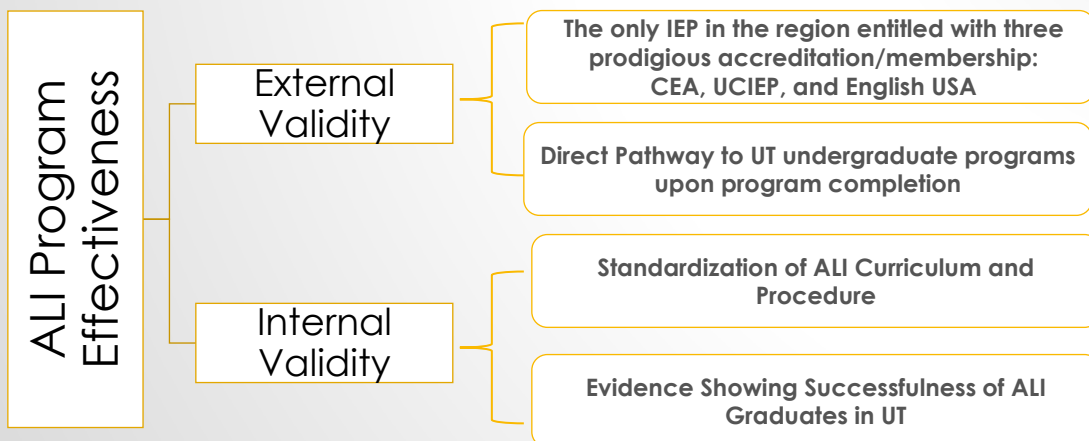 ALI Program
Effectiveness
External
Validity
The only IEP in the region entitled with three
prodigious accreditation/membership:
CEA, UCIEP, and English USA
Direct Pathway to UT undergraduate programs
upon program completion
Internal
Validity
Standardization of ALI Curriculum and
Procedure
Evidence Showing Successfulness of ALI
Graduates in UT